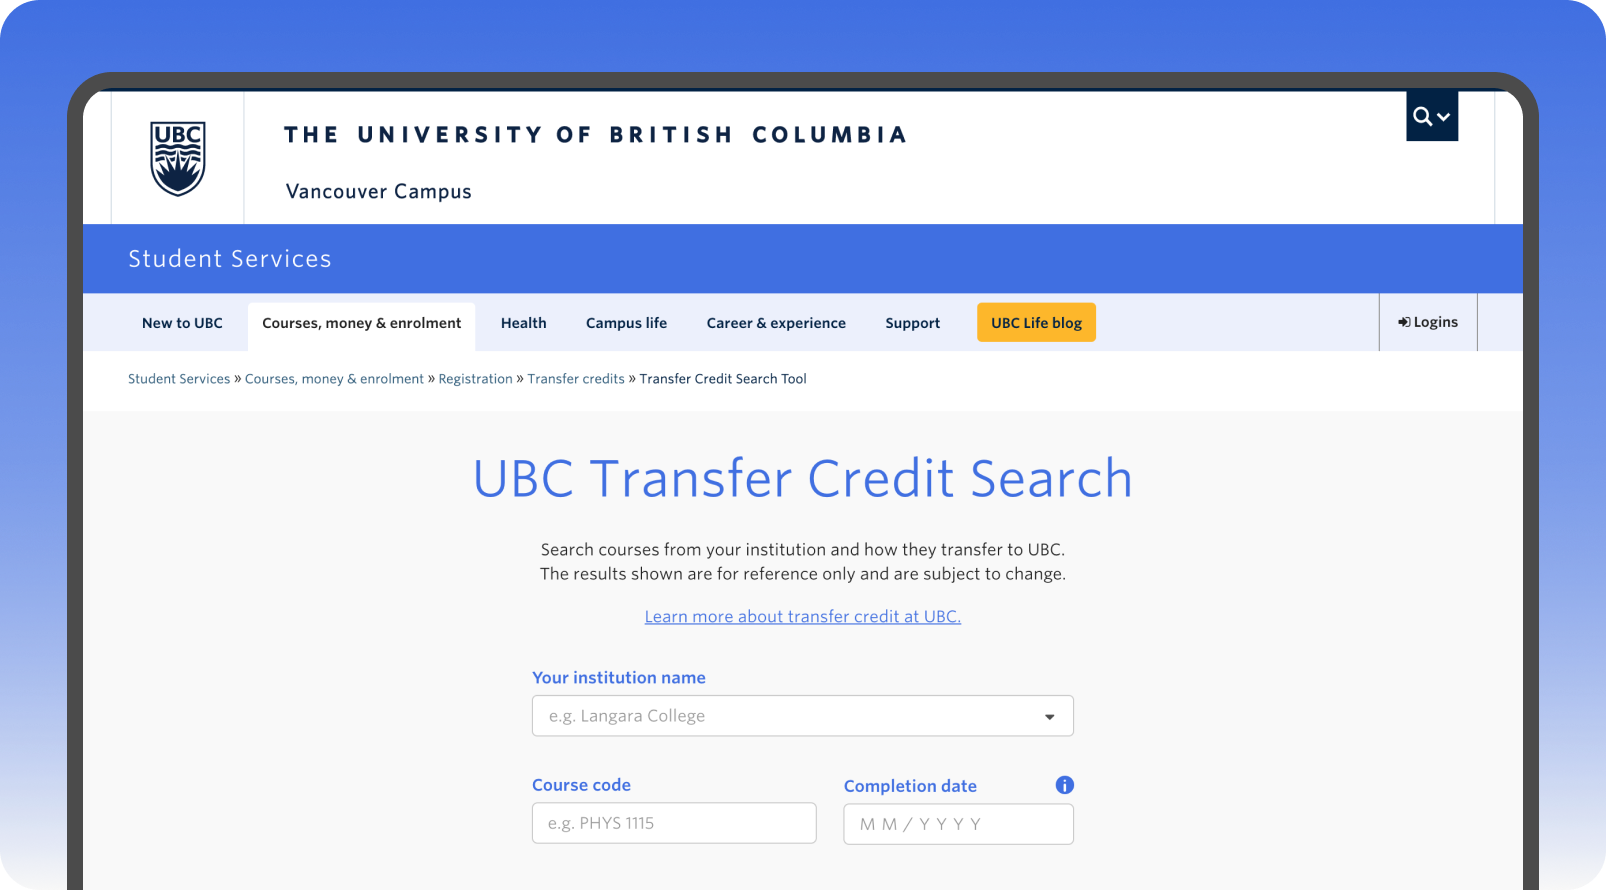 UBC
THE UNIVERSITY OF BRITISH COLUMBIA
Vancouver Campus
Student Services
New to UBC
Courses, money & enrolment
Health
Campus life
Career & experience
Support
UBC Life blog
Logins
Student Services » Courses, money & enrolment » Registration » Transfer credits » Transfer Credit Search Tool
UBC Transfer Credit Search
Search courses from your institution and how they transfer to UBC.
The results shown are for reference only and are subject to change.
Learn more about transfer credit at UBC.
Your institution name
e.g. Langara College
Course code
Completion date
e.g. PHYS 1115
MM/YYYY